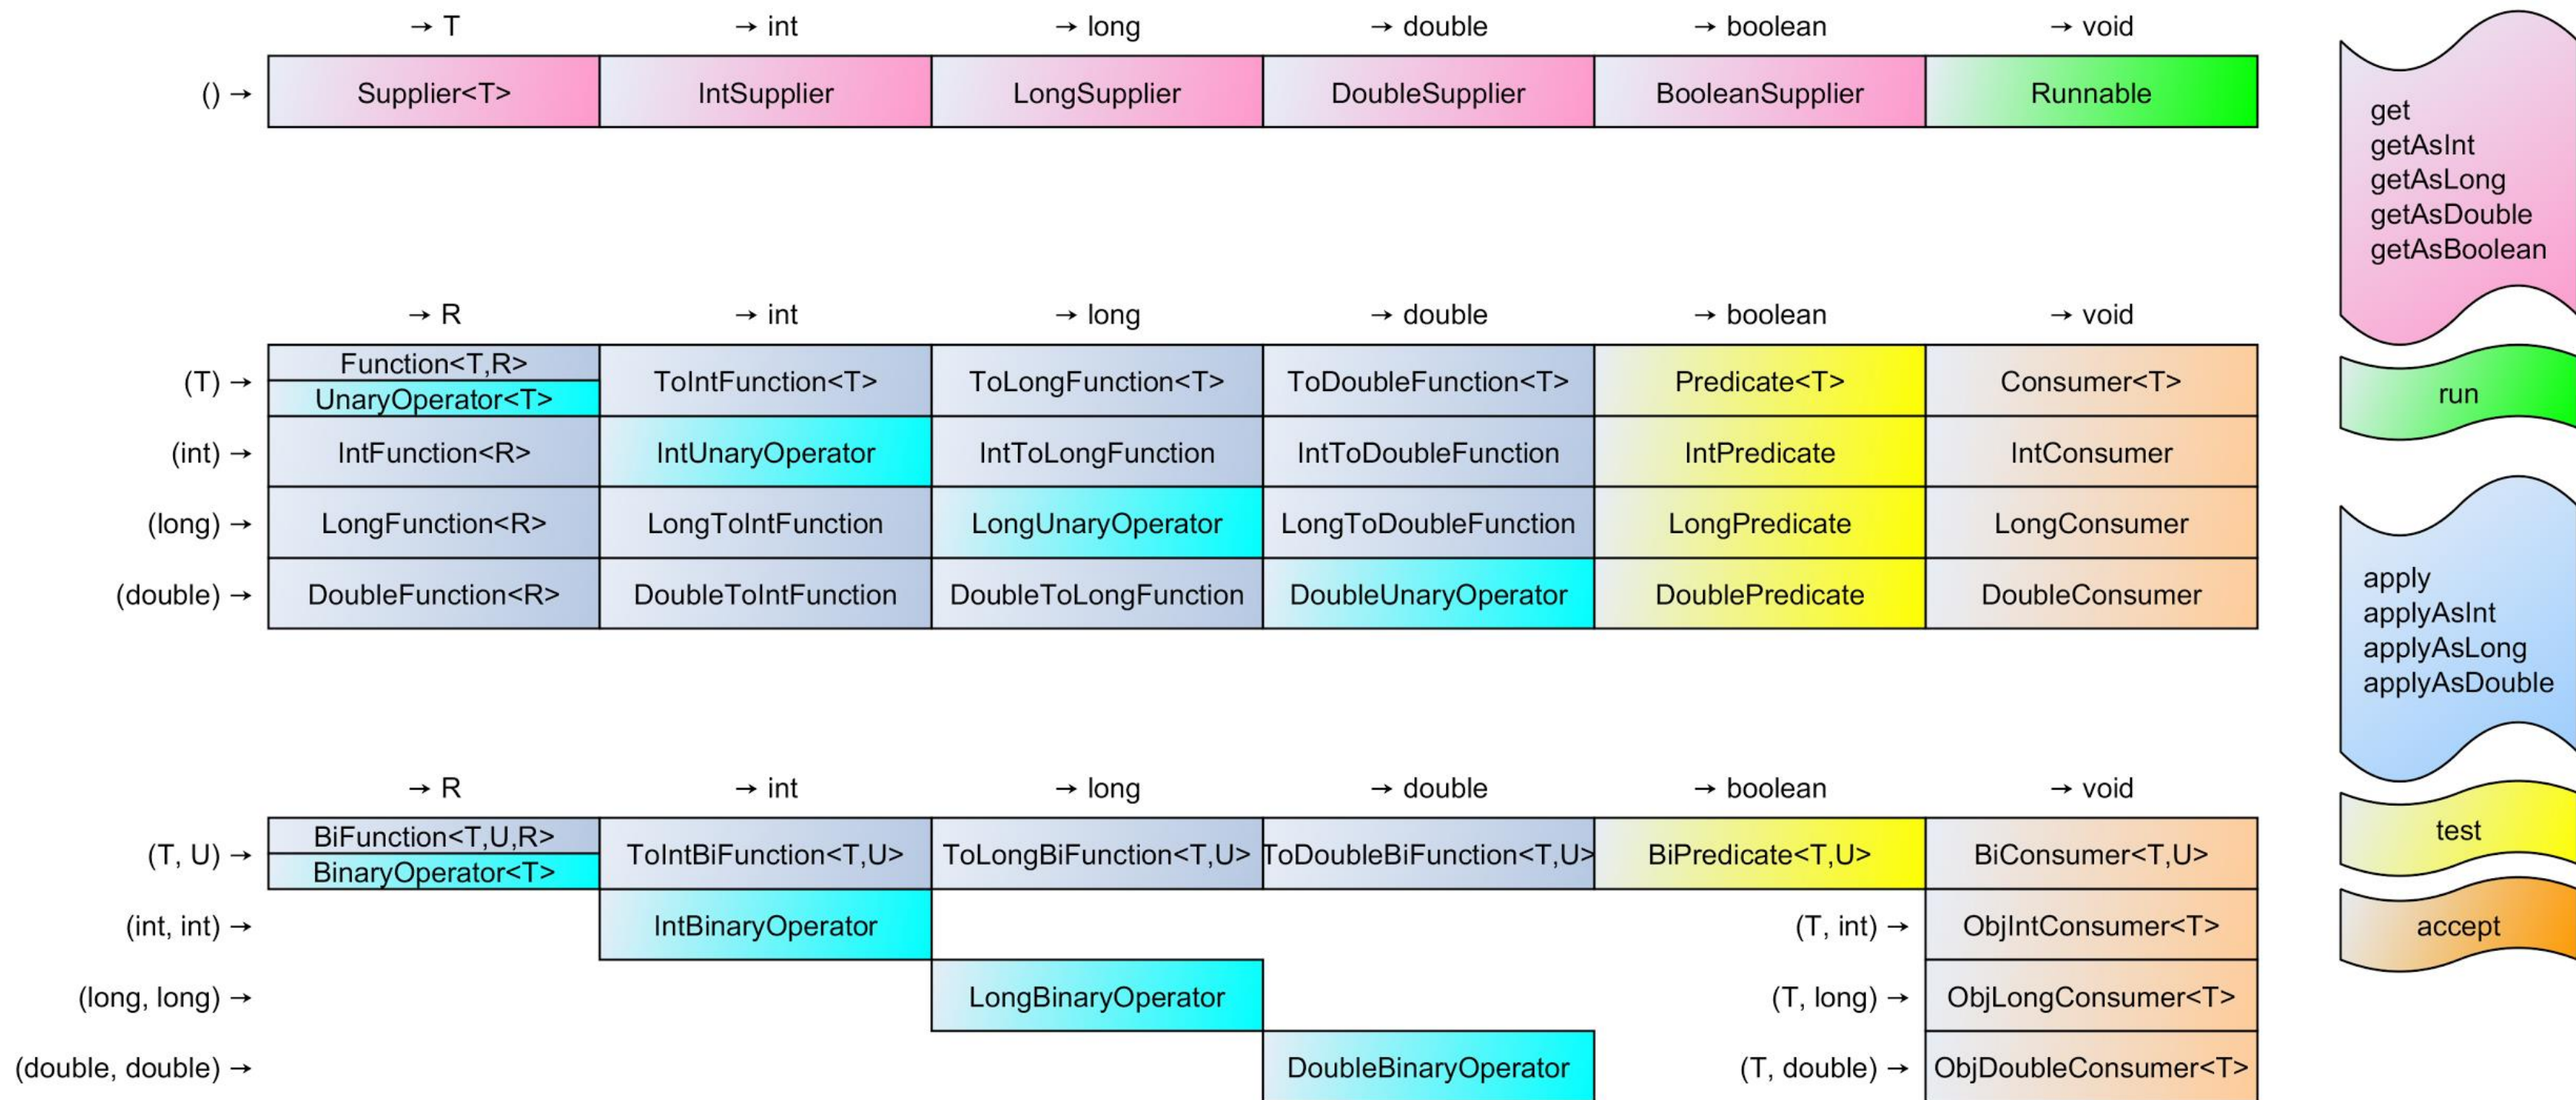 → T → int → long → double → boolean → void
() → Supplier<T> IntSupplier LongSupplier DoubleSupplier BooleanSupplier Runnable
→ R → int → long → double → boolean → void
(T) → Function<T,R> ToIntFunction<T> ToLongFunction<T> ToDoubleFunction<T> Predicate<T> Consumer<T>
UnaryOperator<T>
(int) → IntFunction<R> IntUnaryOperator IntToLongFunction IntToDoubleFunction IntPredicate IntConsumer
(long) → LongFunction<R> LongToIntFunction LongUnaryOperator LongToDoubleFunction LongPredicate LongConsumer
(double) → DoubleFunction<R> DoubleToIntFunction DoubleToLongFunction DoubleUnaryOperator DoublePredicate DoubleConsumer
→ R → int → long → double → boolean → void
(T, U) → BiFunction<T,U,R> ToIntBiFunction<T,U> ToLongBiFunction<T,U> ToDoubleBiFunction<T,U> BiPredicate<T,U> BiConsumer<T,U>
BinaryOperator<T>
(int, int) → IntBinaryOperator (T, int) → ObjIntConsumer<T>
(long, long) → LongBinaryOperator (T, long) → ObjLongConsumer<T>
(double, double) → DoubleBinaryOperator (T, double) → ObjDoubleConsumer<T>
get
getAsInt
getAsLong
getAsDouble
getAsBoolean
run
apply
applyAsInt
applyAsLong
applyAsDouble
test
accept